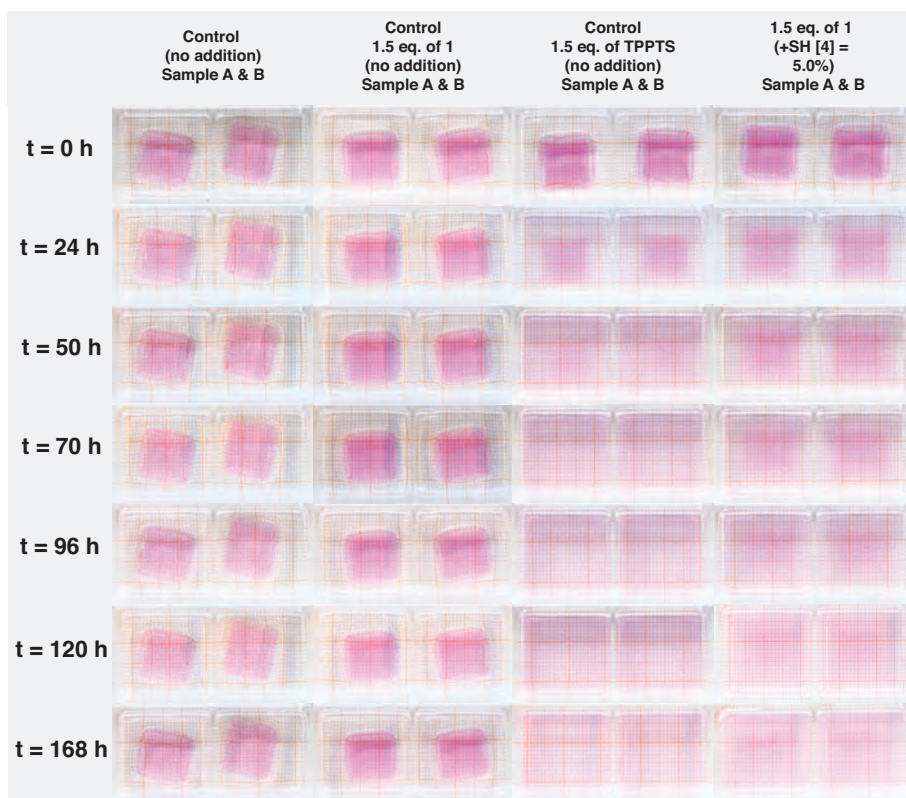 Control
(no addition)
Sample A & B
Control
1.5 eq. of 1
(no addition)
Sample A & B
Control
1.5 eq. of TPPTS
(no addition)
Sample A & B
1.5 eq. of 1
(+SH [4] =
5.0%)
Sample A & B
t = 0 h
t = 24 h
t = 50 h
t = 70 h
t = 96 h
t = 120 h
t = 168 h